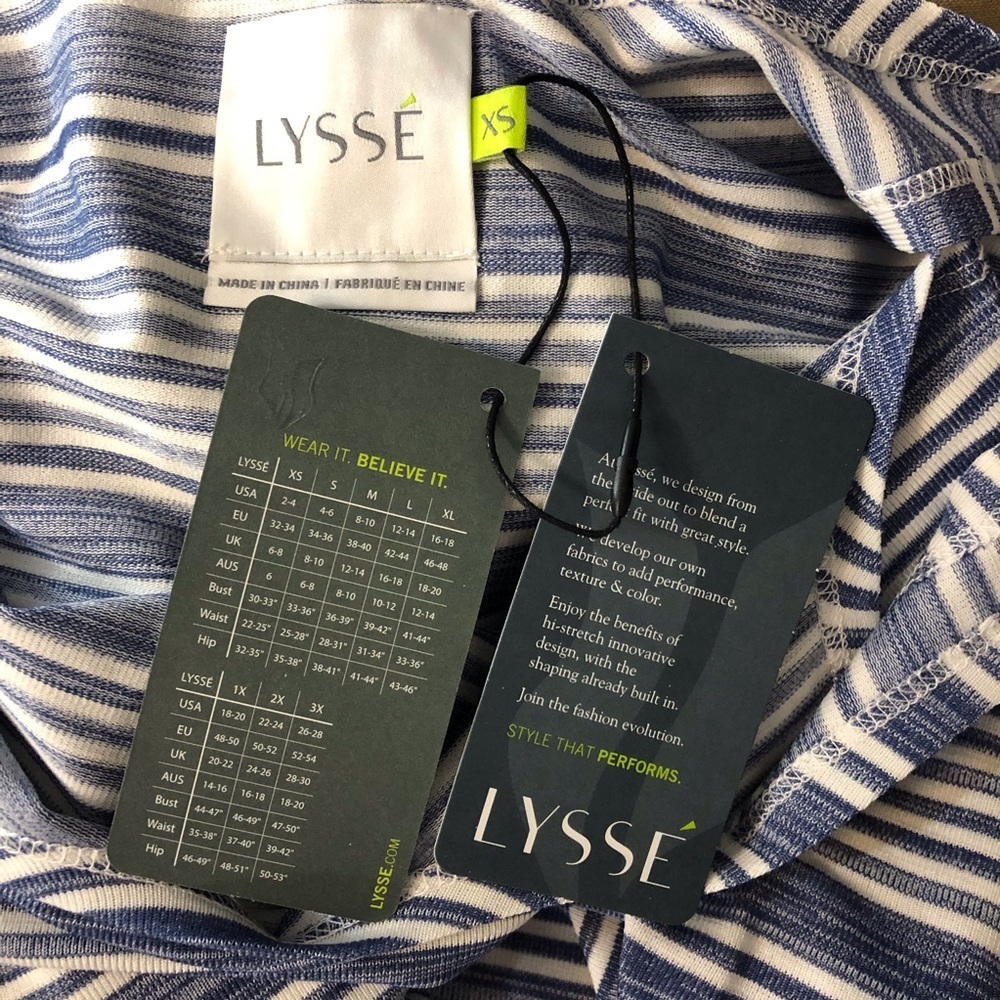 LYSSÉ
XS
MADE IN CHINA | FABRIQUÉ EN CHINE
WEAR IT. BELIEVE IT.
LYSSÉ XS S M L XL
USA 2-4 4-6 8-10 12-14 16-18
EU 32-34 34-36 38-40 42-44 46-48
UK 6-8 8-10 12-14 16-18 18-20
AUS 6 6-8 8-10 10-12 12-14
Bust 30-33" 33-36" 36-39" 39-42" 41-44"
Waist 22-25" 25-28" 28-31" 31-34" 33-36"
Hip 32-35" 35-38" 38-41" 41-44" 43-46"
LYSSÉ 1X 2X 3X
USA 18-20 22-24 26-28
EU 48-50 50-52 52-54
UK 20-22 24-26 28-30
AUS 14-16 16-18 18-20
Bust 44-47" 46-49" 47-50"
Waist 35-38" 37-40" 39-42"
Hip 46-49" 48-51" 50-53"
LYSSE.COM
At we design from
the out to blend a
fit with great style.
develop our own
fabrics to add performance,
texture & color.
Enjoy the benefits of
hi-stretch innovative
design, with the
shaping already built in.
Join the fashion evolution.
STYLE THAT PERFORMS.
LYSSÉ